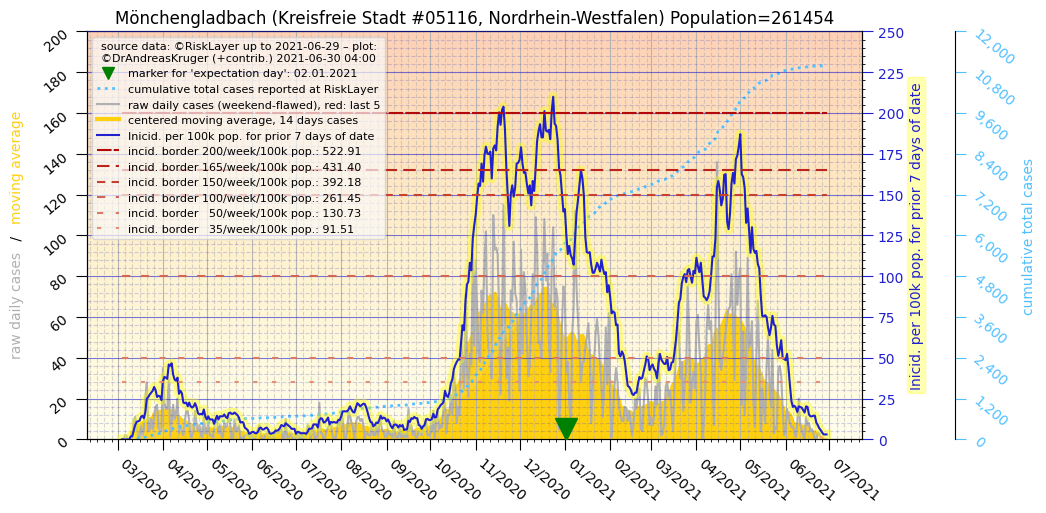 Mönchengladbach (Kreisfreie Stadt #05116, Nordrhein-Westfalen) Population=261454
source data: ©RiskLayer up to 2021-06-29 – plot:
©DrAndreasKruger (+contrib.) 2021-06-30 04:00
marker for 'expectation day': 02.01.2021
cumulative total cases reported at RiskLayer
raw daily cases (weekend-flawed), red: last 5
centered moving average, 14 days cases
Inicid. per 100k pop. for prior 7 days of date
incid. border 200/week/100k pop.: 522.91
incid. border 165/week/100k pop.: 431.40
incid. border 150/week/100k pop.: 392.18
incid. border 100/week/100k pop.: 261.45
incid. border   50/week/100k pop.: 130.73
incid. border   35/week/100k pop.: 91.51
raw daily cases   /   moving average
200
180
160
140
120
100
80
60
40
20
0
03/2020
04/2020
05/2020
06/2020
07/2020
08/2020
09/2020
10/2020
11/2020
12/2020
01/2021
02/2021
03/2021
04/2021
05/2021
06/2021
07/2021
250
225
200
175
150
125
100
75
50
25
0
Inicid. per 100k pop. for prior 7 days of date
12,000
10,800
9,600
8,400
7,200
6,000
4,800
3,600
2,400
1,200
0
cumulative total cases